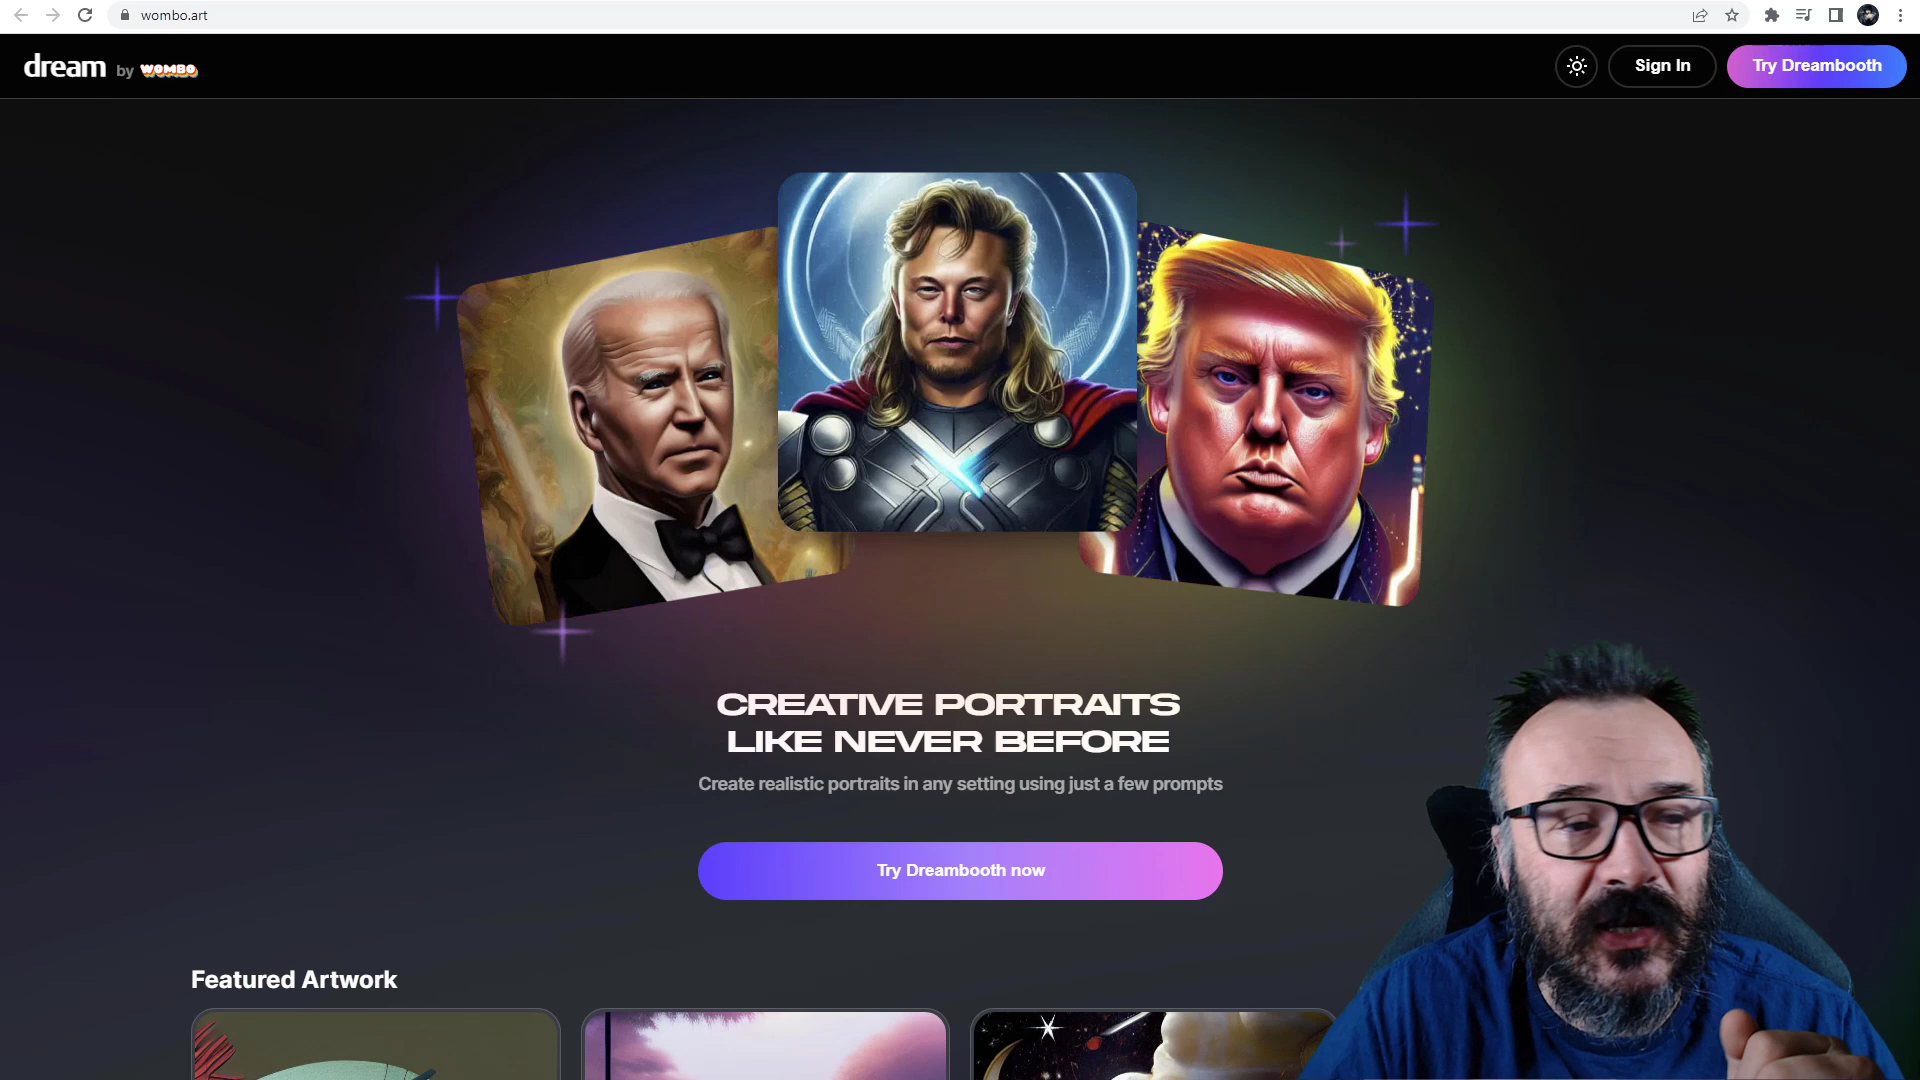 wombo.art
dream by WOMBO
Sign In
Try Dreambooth
CREATIVE PORTRAITS
LIKE NEVER BEFORE
Create realistic portraits in any setting using just a few prompts
Try Dreambooth now
Featured Artwork